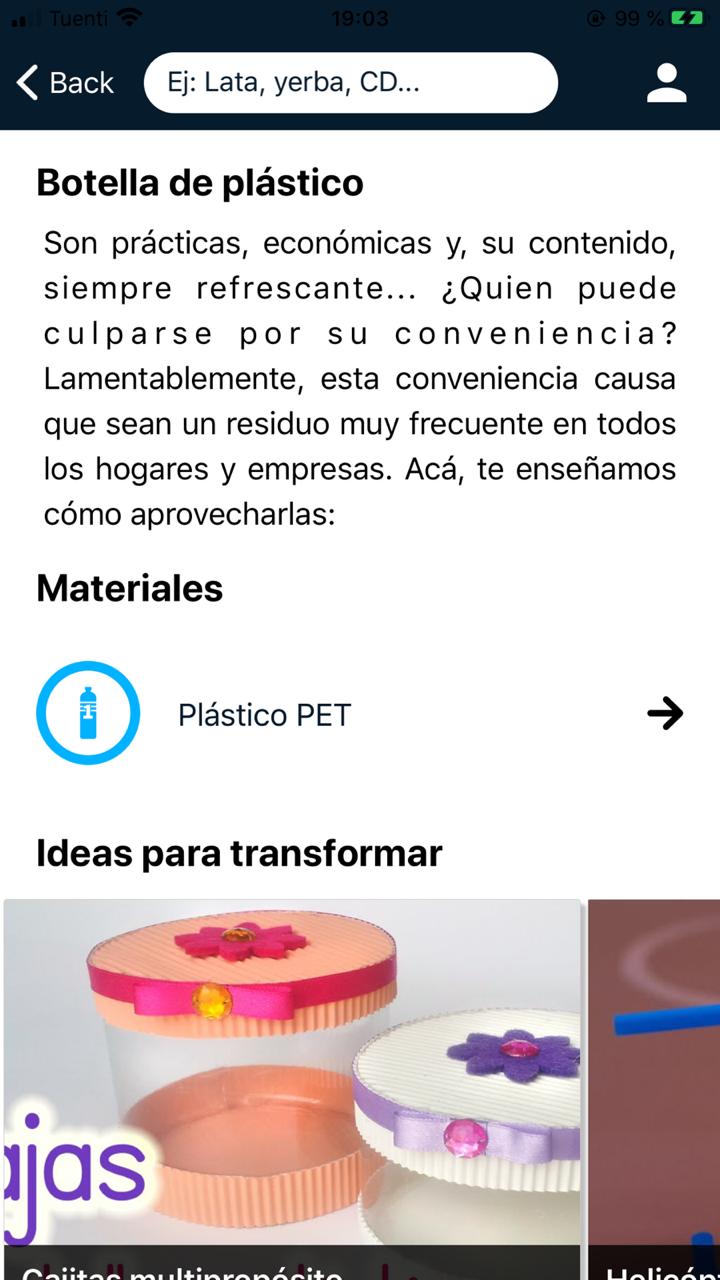 Tuenti 19:03 99 %
Back Ej: Lata, yerba, CD...
Botella de plástico
Son prácticas, económicas y, su contenido,
siempre refrescante... ¿Quien puede
culparse por su conveniencia?
Lamentablemente, esta conveniencia causa
que sean un residuo muy frecuente en todos
los hogares y empresas. Acá, te enseñamos
cómo aprovecharlas:
Materiales
1
Plástico PET
Ideas para transformar
ajas
Cajitas multipropósito